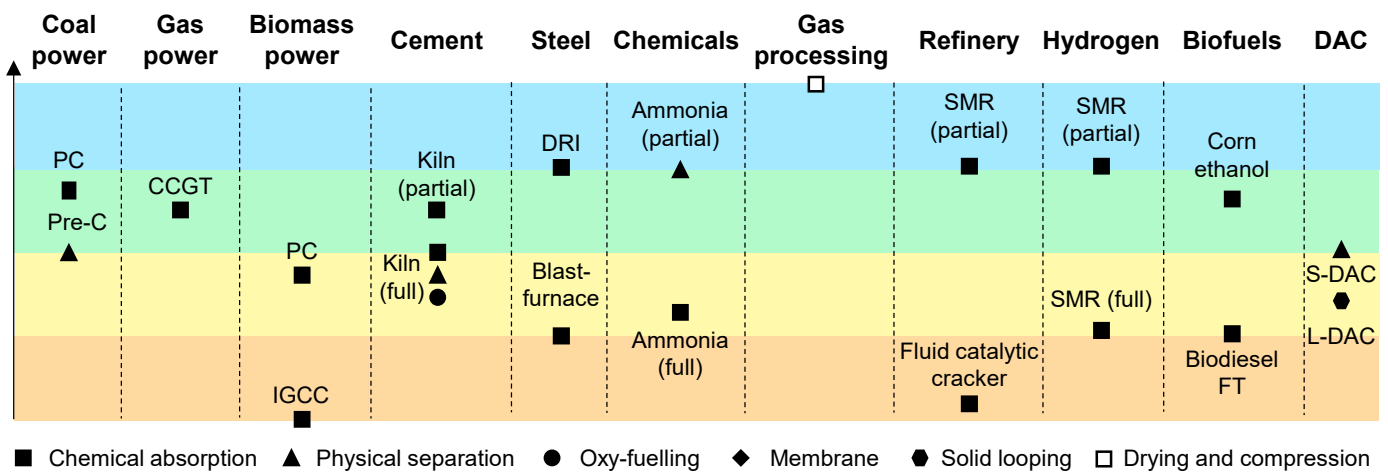 Coal power
Gas power
Biomass power
Cement
Steel
Chemicals
Gas processing
Refinery
Hydrogen
Biofuels
DAC
PC
Pre-C
CCGT
PC
IGCC
Kiln
(partial)
Kiln
(full)
DRI
Blast-
furnace
Ammonia
(partial)
Ammonia
(full)
SMR
(partial)
Fluid catalytic
cracker
SMR
(partial)
SMR (full)
Corn
ethanol
Biodiesel
FT
S-DAC
L-DAC
Chemical absorption
Physical separation
Oxy-fuelling
Membrane
Solid looping
Drying and compression